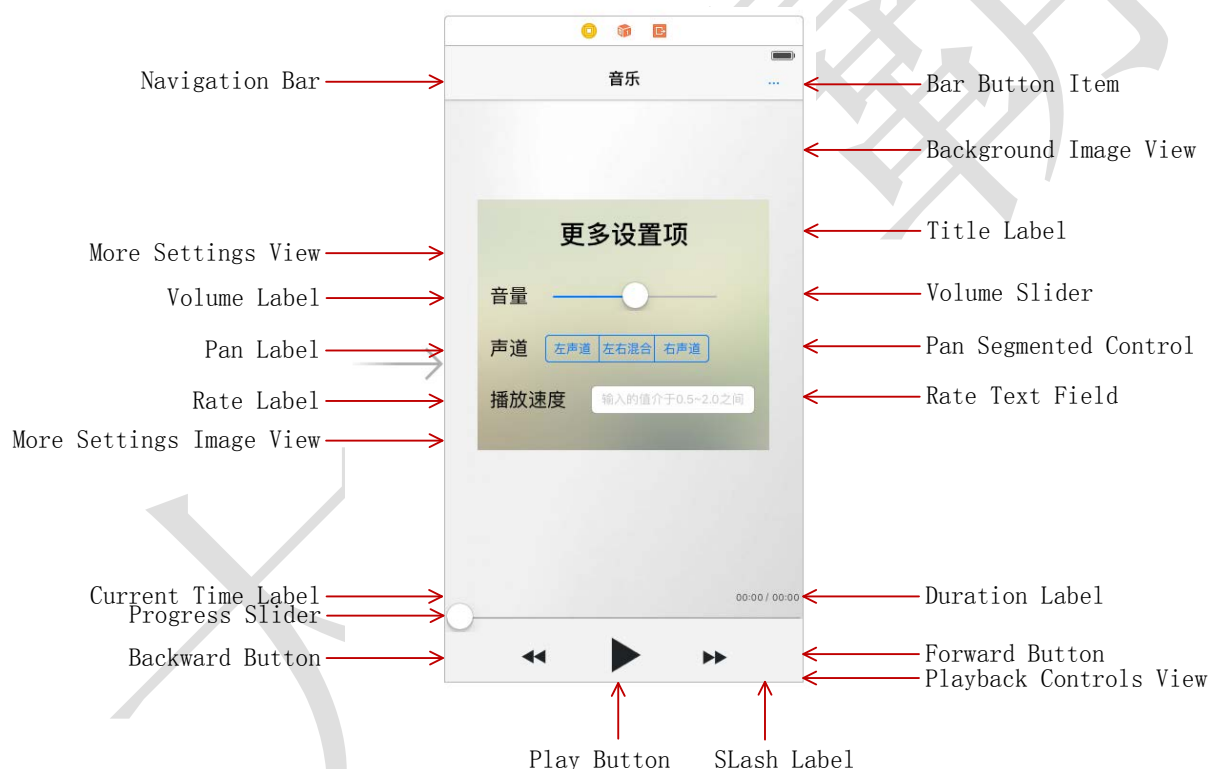 音乐
...
Navigation Bar
Bar Button Item
Background Image View
更多设置项
Title Label
More Settings View
音量
Volume Label
Volume Slider
声道
左声道
左右混合
右声道
Pan Label
Pan Segmented Control
播放速度
输入的值介于0.5~2.0之间
Rate Label
Rate Text Field
More Settings Image View
Current Time Label
00:00 / 00:00
Duration Label
Progress Slider
Backward Button
Forward Button
Playback Controls View
Play Button
SLash Label